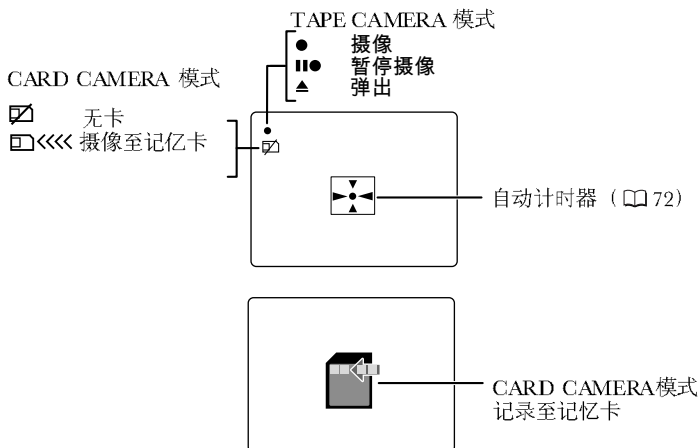 TAPE CAMERA 模式
● 摄像
▮▮● 暂停摄像
▲ 弹出
CARD CAMERA 模式
无卡
<<<< 摄像至记亿卡
自动计时器（72）
CARD CAMERA模式
记录至记忆卡